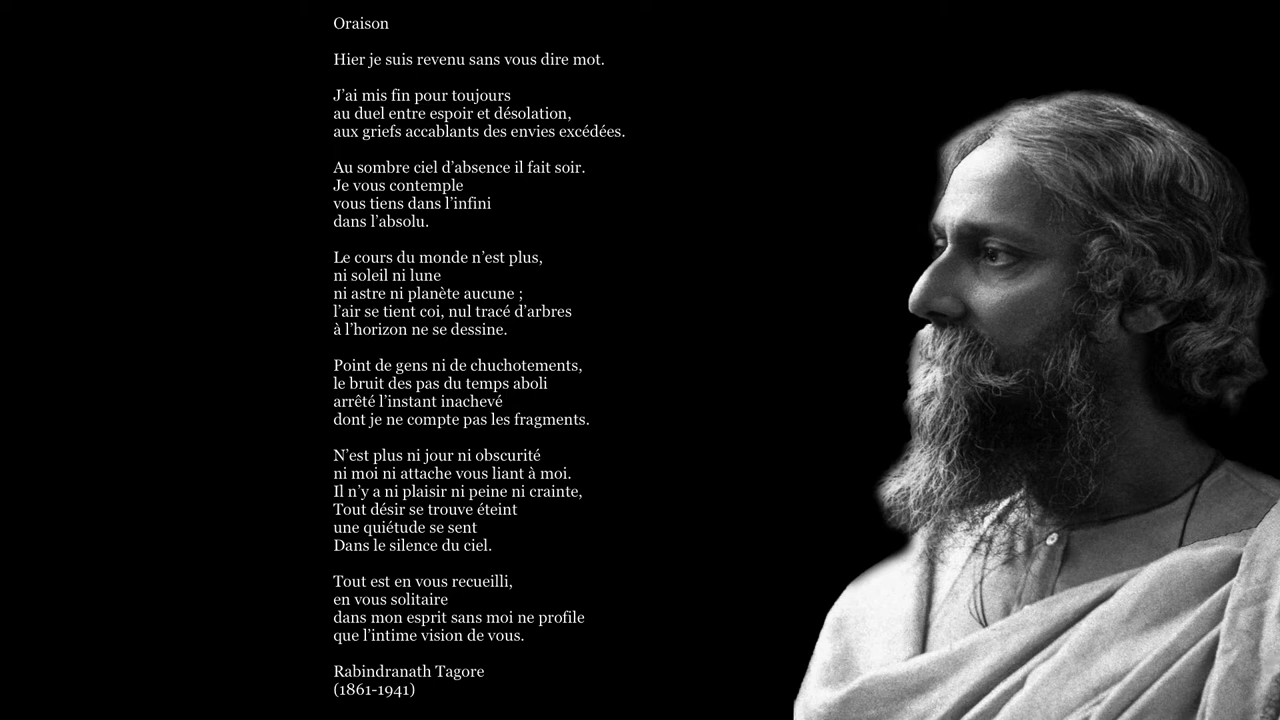 Oraison
Hier je suis revenu sans vous dire mot.
J’ai mis fin pour toujours
au duel entre espoir et désolation,
aux griefs accablants des envies excédées.
Au sombre ciel d’absence il fait soir.
Je vous contemple
vous tiens dans l’infini
dans l’absolu.
Le cours du monde n’est plus,
ni soleil ni lune
ni astre ni planète aucune ;
l’air se tient coi, nul tracé d’arbres
à l’horizon ne se dessine.
Point de gens ni de chuchotements,
le bruit des pas du temps aboli
arrêté l’instant inachevé
dont je ne compte pas les fragments.
N’est plus ni jour ni obscurité
ni moi ni attache vous liant à moi.
Il n’y a ni plaisir ni peine ni crainte,
Tout désir se trouve éteint
une quiétude se sent
Dans le silence du ciel.
Tout est en vous recueilli,
en vous solitaire
dans mon esprit sans moi ne profile
que l’intime vision de vous.
Rabindranath Tagore
(1861-1941)